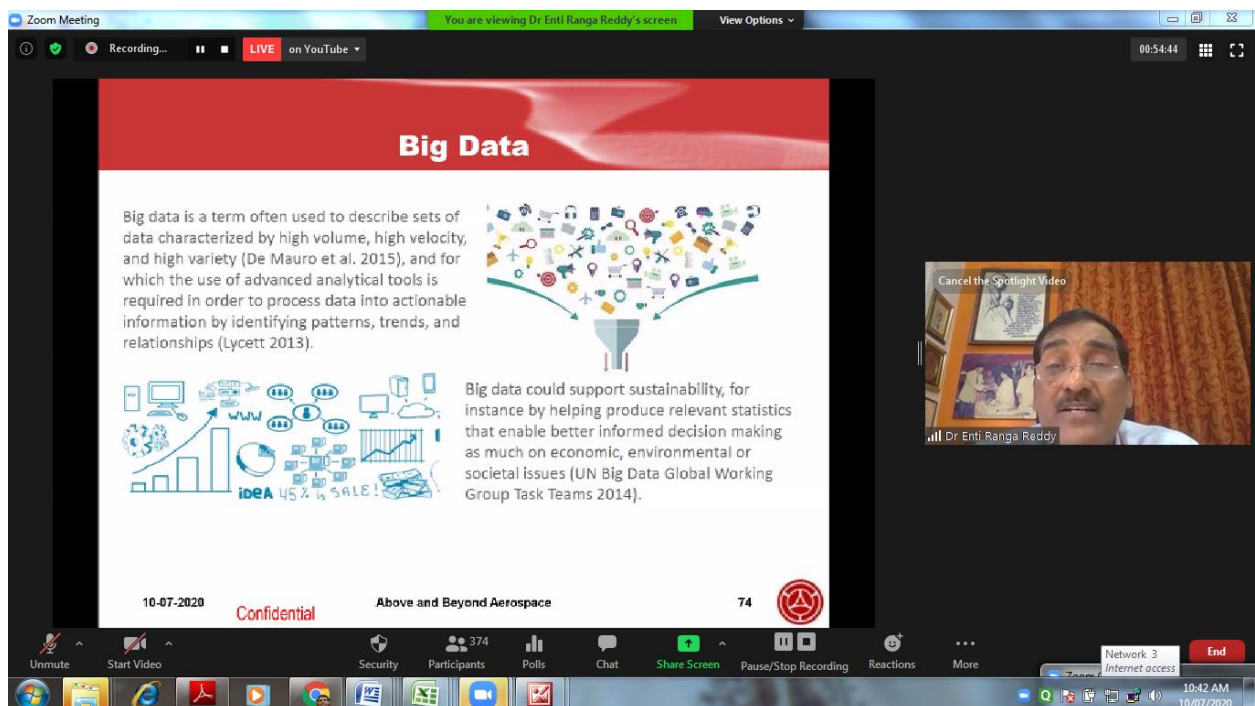 Zoom Meeting
You are viewing Dr Enti Ranga Reddy's screen
View Options
Recording...
LIVE
on YouTube
00:54:44
Big Data
Big data is a term often used to describe sets of
data characterized by high volume, high velocity,
and high variety (De Mauro et al. 2015), and for
which the use of advanced analytical tools is
required in order to process data into actionable
information by identifying patterns, trends, and
relationships (Lycett 2013).
www
iDeA 45% is SALE!
Big data could support sustainability, for
instance by helping produce relevant statistics
that enable better informed decision making
as much on economic, environmental or
societal issues (UN Big Data Global Working
Group Task Teams 2014).
10-07-2020
Confidential
Above and Beyond Aerospace
74
Cancel the Spotlight Video
Dr Enti Ranga Reddy
Unmute
Start Video
Security
374
Participants
Polls
Chat
Share Screen
Pause/Stop Recording
Reactions
More
End
Network 3
Internet access
10:42 AM
10/07/2020